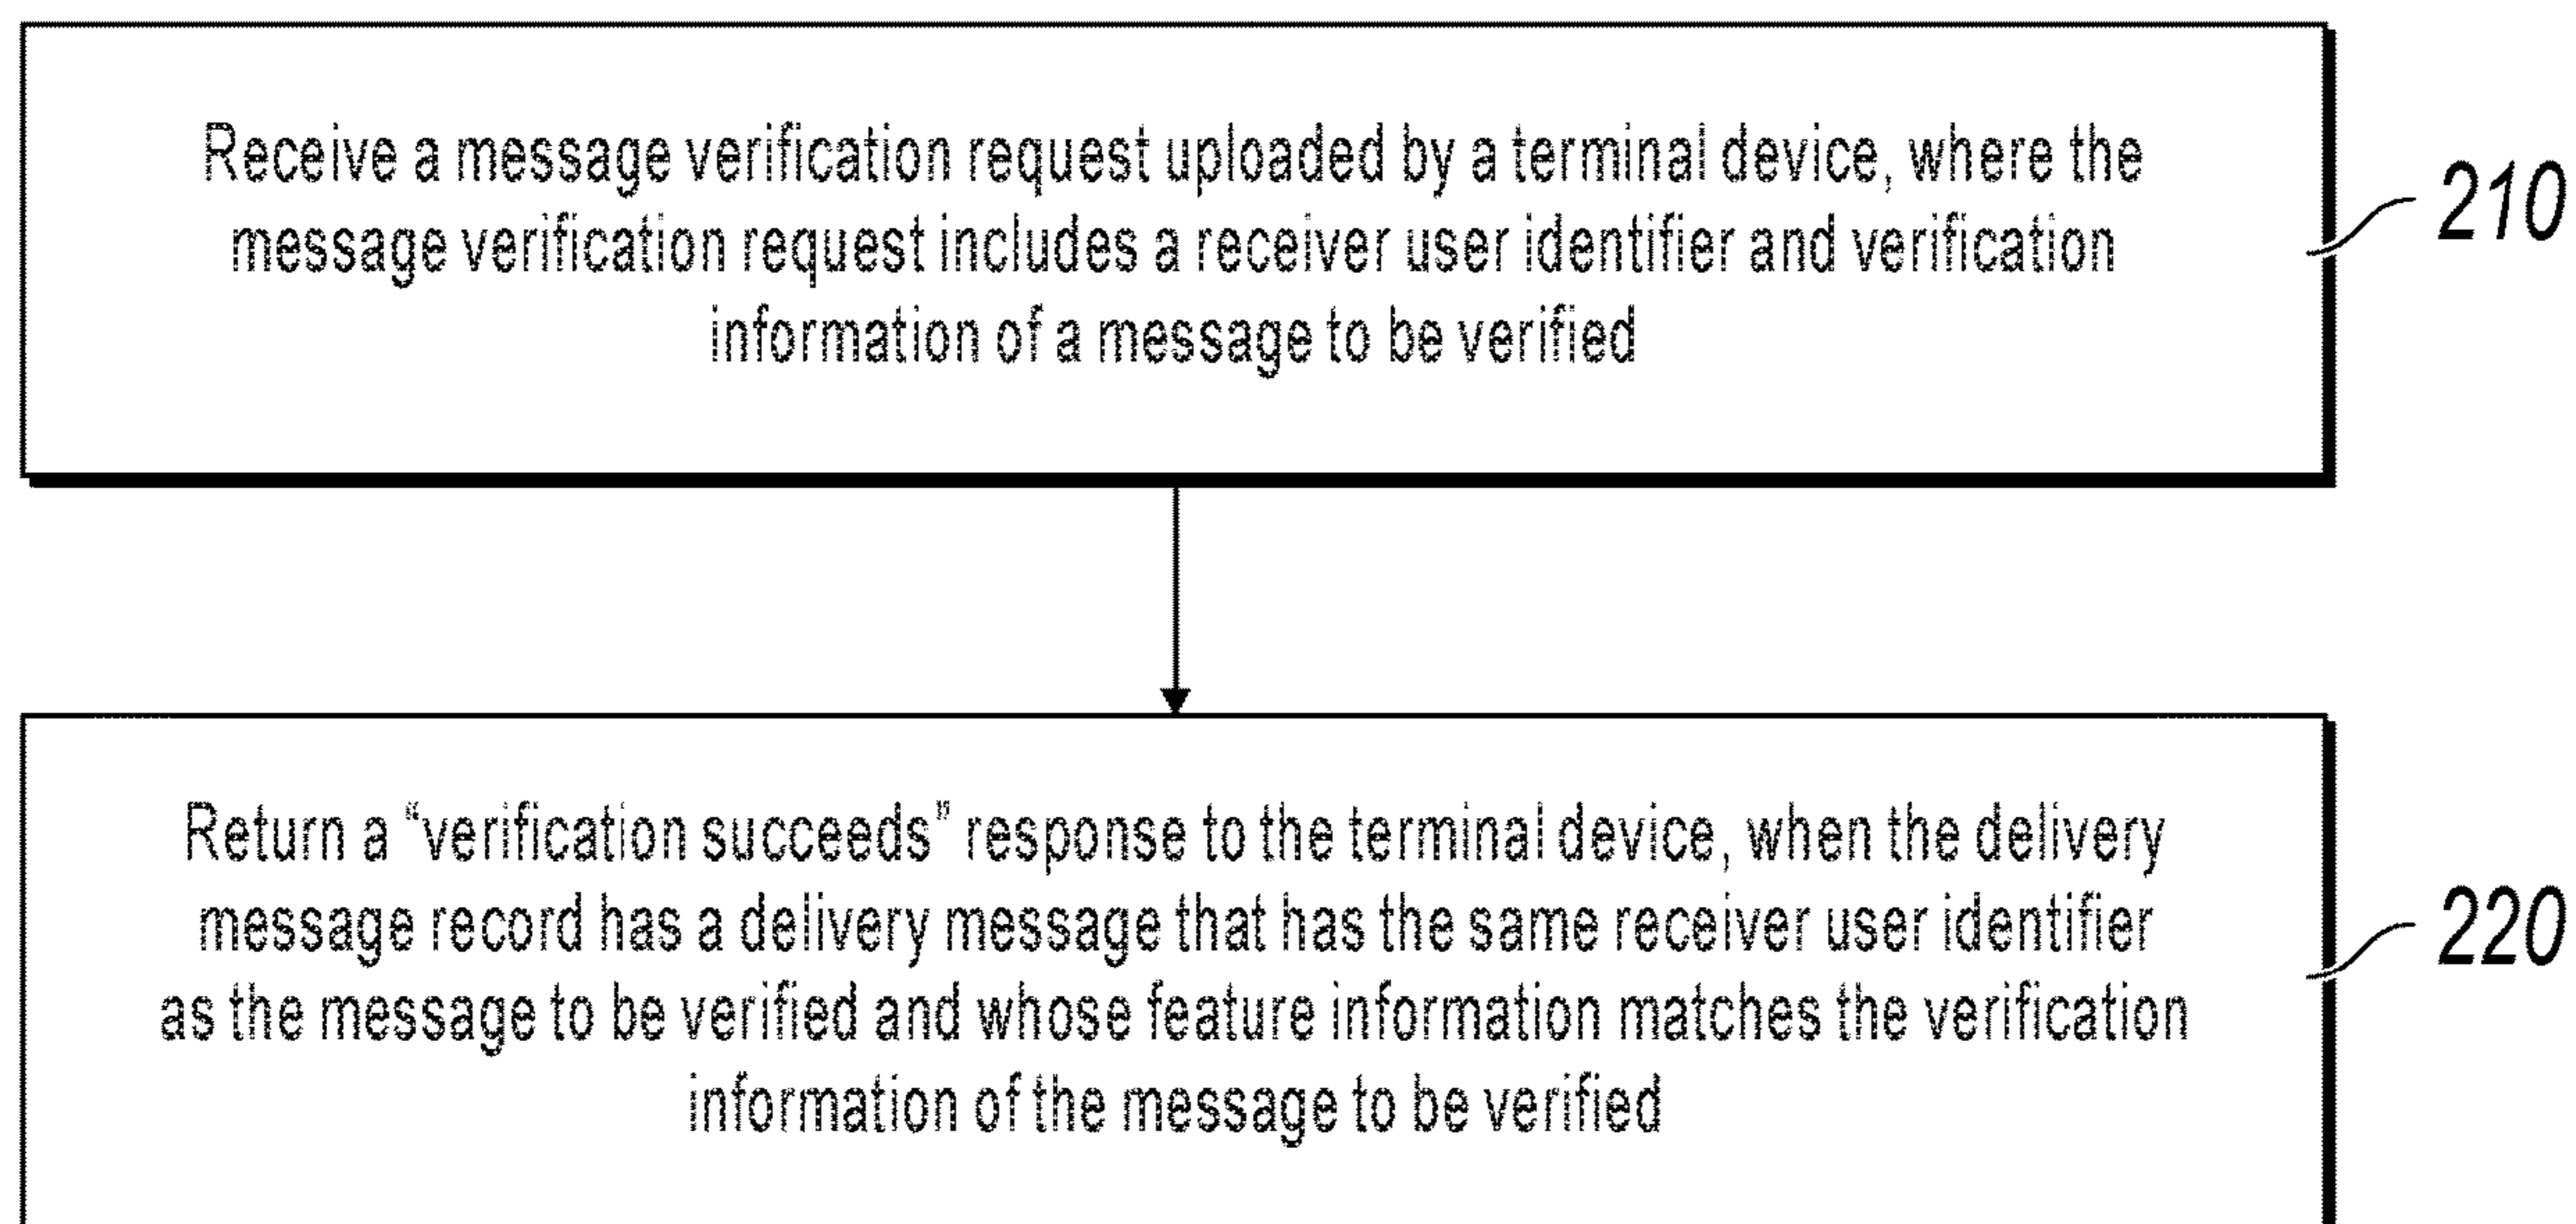 Receive a message verification request uploaded by a terminal device, where the
message verification request includes a receiver user identifier and verification
information of a message to be verified
210
Return a “verification succeeds” response to the terminal device, when the delivery
message record has a delivery message that has the same receiver user identifier
as the message to be verified and whose feature information matches the verification
information of the message to be verified
220